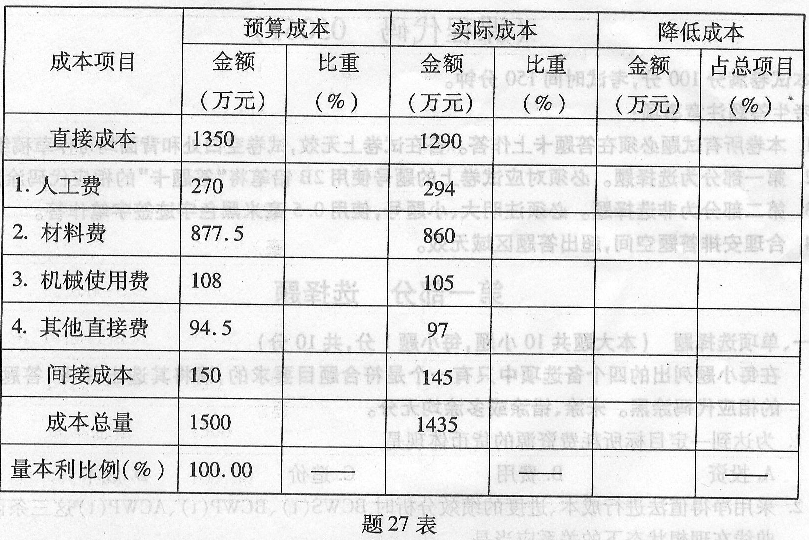 成本项目 预算成本 实际成本 降低成本
金额(万元) 比重(%) 金额(万元) 比重(%) 金额(万元) 占总项目(%)
直接成本 1350 1290
1. 人工费 270 294
2. 材料费 877.5 860
3. 机械使用费 108 105
4. 其他直接费 94.5 97
间接成本 150 145
成本总量 1500 1435
量本利比例(%) 100.00 — — — —
题27表